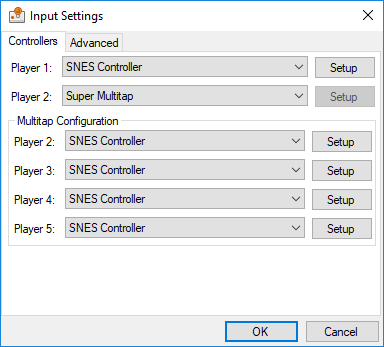 Input Settings
Controllers Advanced
Player 1: SNES Controller Setup
Player 2: Super Multitap Setup
Multitap Configuration
Player 2: SNES Controller Setup
Player 3: SNES Controller Setup
Player 4: SNES Controller Setup
Player 5: SNES Controller Setup
OK Cancel